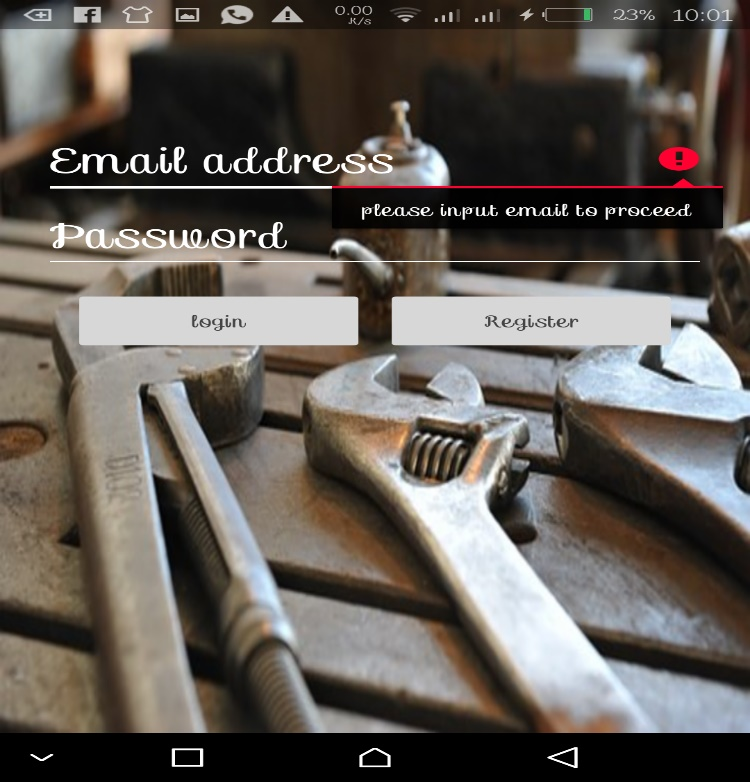 0.00
K/s
23%
10:01
Email address
please input email to proceed
Password
login
Register